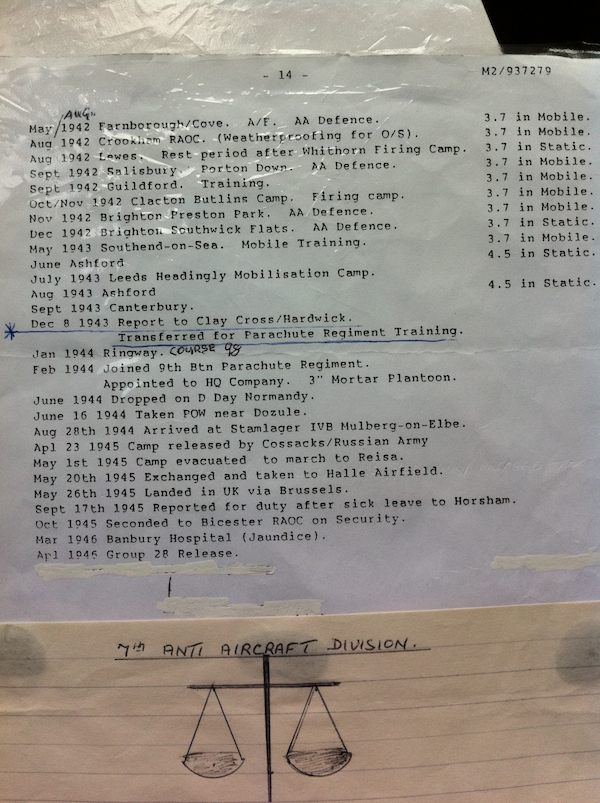 - 14 - M2/937279
AUG.
May/1942 Farnborough/Cove. A/F. AA Defence. 3.7 in Mobile.
Aug 1942 Crookham RAOC. (Weatherproofing for O/S). 3.7 in Mobile.
Aug 1942 Lewes. Rest period after Whithorn Firing Camp. 3.7 in Static.
Sept 1942 Salisbury. Porton Down. AA Defence. 3.7 in Mobile.
Sept 1942 Guildford. Training. 3.7 in Mobile.
Oct/Nov 1942 Clacton Butlins Camp. Firing camp. 3.7 in Mobile.
Nov 1942 Brighton Preston Park. AA Defence. 3.7 in Mobile.
Dec 1942 Brighton Southwick Flats. AA Defence. 3.7 in Static.
May 1943 Southend-on-Sea. Mobile Training. 3.7 in Mobile.
June Ashford 4.5 in Static.
July 1943 Leeds Headingly Mobilisation Camp.
Aug 1943 Ashford 4.5 in Static.
Sept 1943 Canterbury.
Dec 8 1943 Report to Clay Cross/Hardwick.
Transferred for Parachute Regiment Training.
Jan 1944 Ringway. COURSE
Feb 1944 Joined 9th Btn Parachute Regiment.
Appointed to HQ Company. 3" Mortar Plantoon.
June 1944 Dropped on D Day Normandy.
June 16 1944 Taken POW near Dozule.
Aug 28th 1944 Arrived at Stamlager IVB Mulberg-on-Elbe.
Apl 23 1945 Camp released by Cossacks/Russian Army
May 1st 1945 Camp evacuated to march to Reisa.
May 20th 1945 Exchanged and taken to Halle Airfield.
May 26th 1945 Landed in UK via Brussels.
Sept 17th 1945 Reported for duty after sick leave to Horsham.
Oct 1945 Seconded to Bicester RAOC on Security.
Mar 1946 Banbury Hospital (Jaundice).
Apl 1946 Group 28 Release.
7th ANTI AIRCRAFT DIVISION.